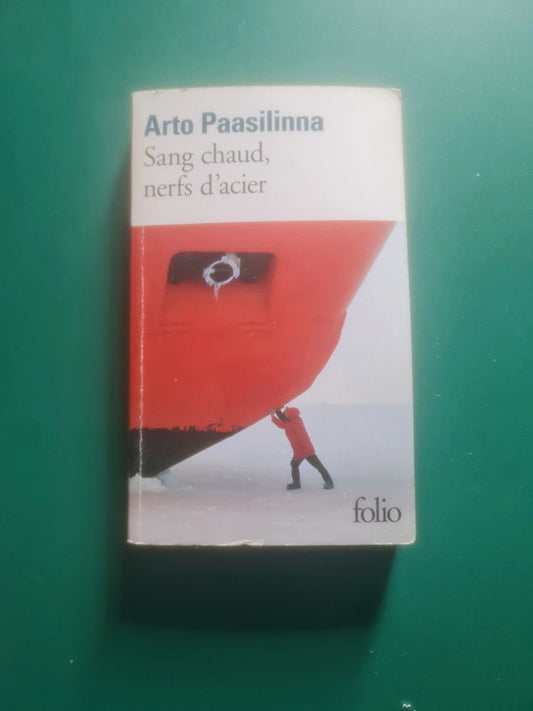 Arto Paasilinna
Sang chaud,
nerfs d'acier
folio